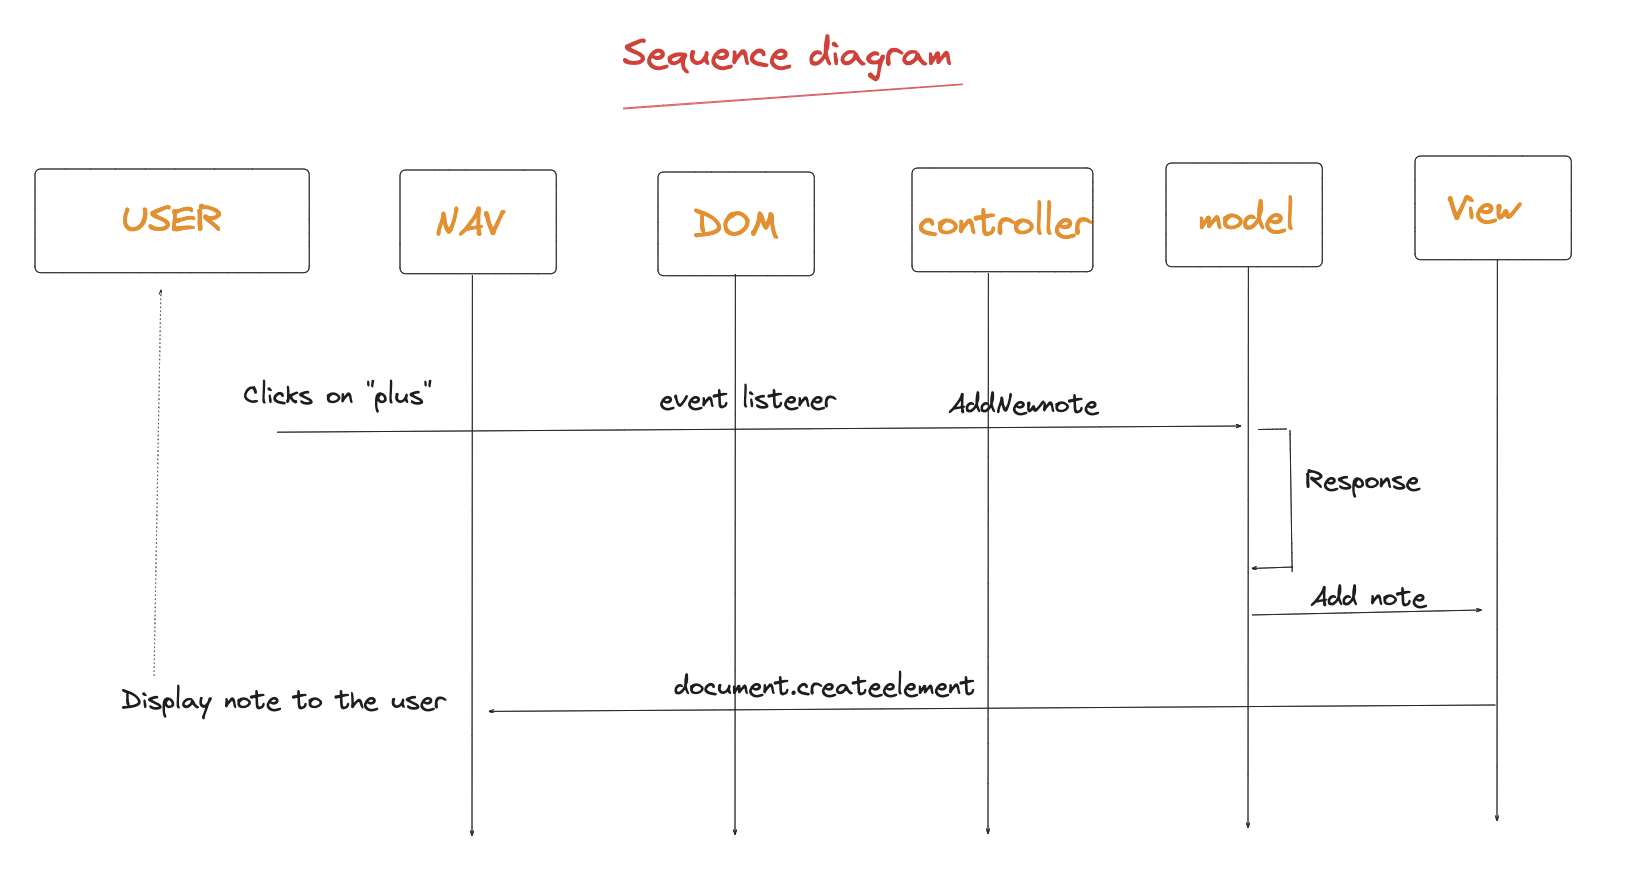 Sequence diagram
USER
NAV
DOM
controller
model
View
Clicks on "plus"
event listener
AddNewnote
Response
Add note
document.createelement
Display note to the user